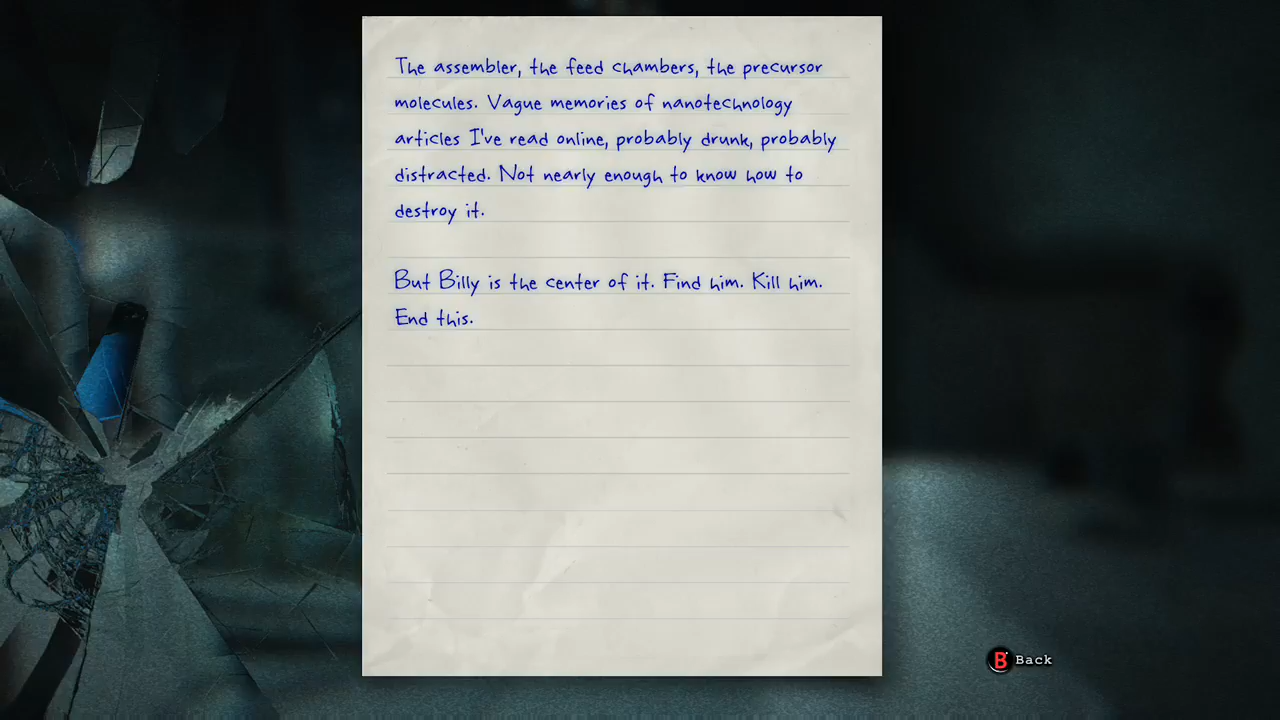 The assembler, the feed chambers, the precursor
molecules. Vague memories of nanotechnology
articles I've read online, probably drunk, probably
distracted. Not nearly enough to know how to
destroy it.
But Billy is the center of it. Find him. Kill him.
End this.
B Back